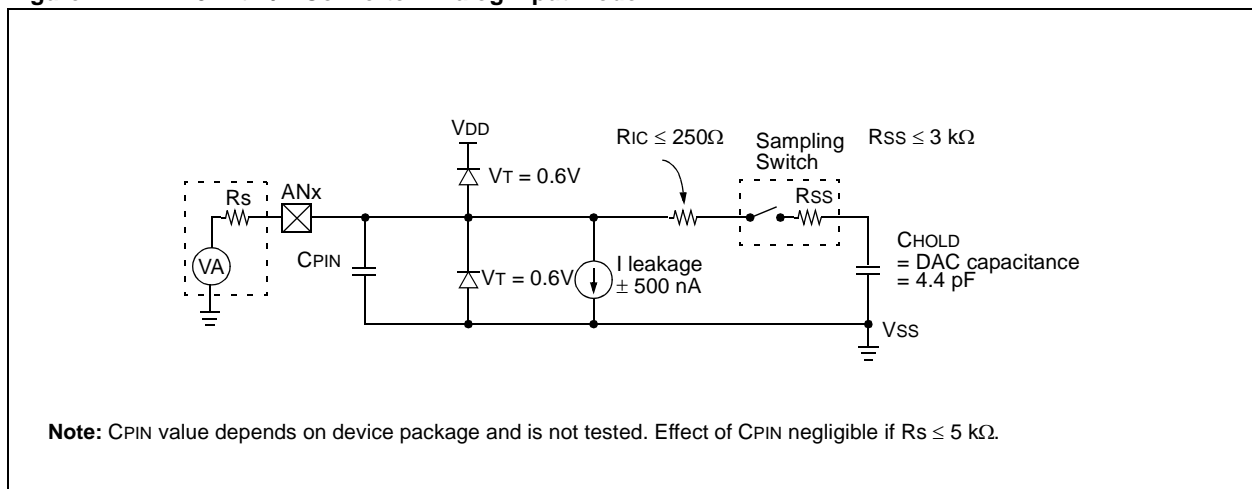 VDD
RIC ≤ 250Ω
Sampling
Switch
RSS ≤ 3 kΩ
VT = 0.6V
Rs
ANx
RSS
VA
CPIN
VT = 0.6V
I leakage
± 500 nA
CHOLD
= DAC capacitance
= 4.4 pF
VSS
Note: CPIN value depends on device package and is not tested. Effect of CPIN negligible if Rs ≤ 5 kΩ.